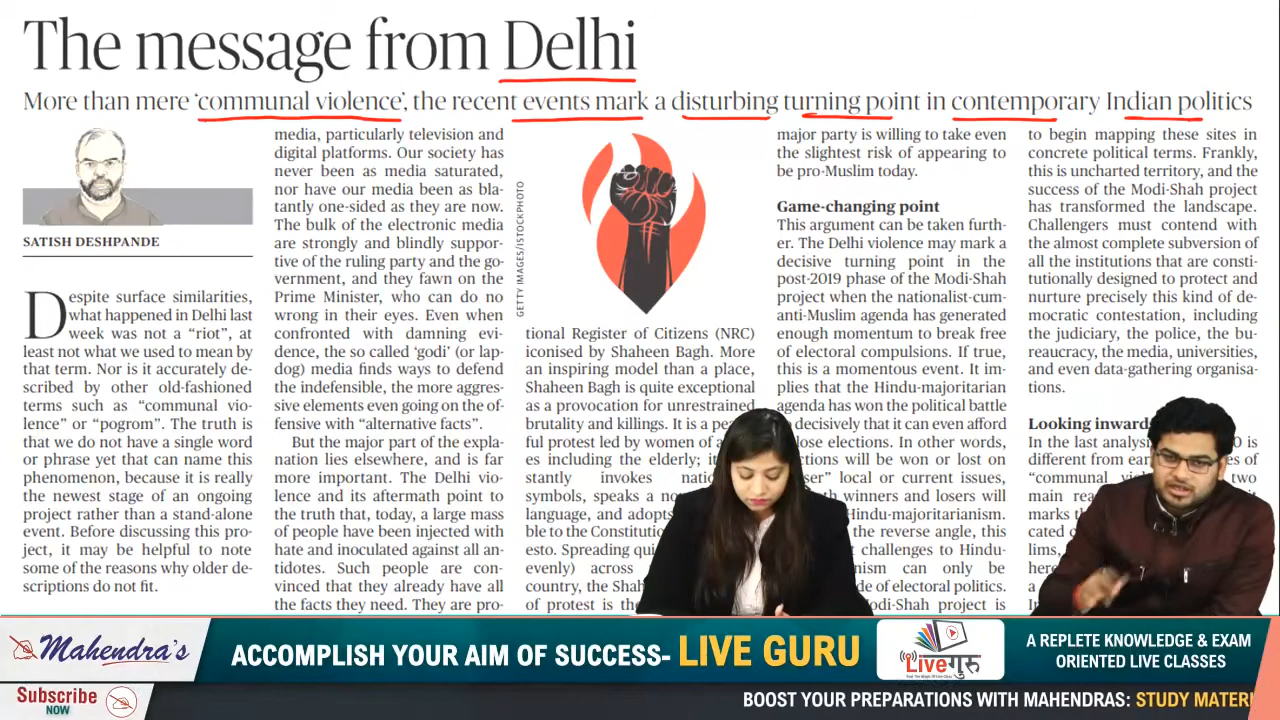 The message from Delhi
More than mere ‘communal violence’, the recent events mark a disturbing turning point in contemporary Indian politics
SATISH DESHPANDE
Despite surface similarities,
what happened in Delhi last
week was not a “riot”, at
least not what we used to mean by
that term. Nor is it accurately de-
scribed by other old-fashioned
terms such as “communal vio-
lence” or “pogrom”. The truth is
that we do not have a single word
or phrase yet that can name this
phenomenon, because it is really
the newest stage of an ongoing
project rather than a stand-alone
event. Before discussing this pro-
ject, it may be helpful to note
some of the reasons why older de-
scriptions do not fit.
media, particularly television and
digital platforms. Our society has
never been as media saturated,
nor have our media been as bla-
tantly one-sided as they are now.
The bulk of the electronic media
are strongly and blindly suppor-
tive of the ruling party and the go-
vernment, and they fawn on the
Prime Minister, who can do no
wrong in their eyes. Even when
confronted with damning evi-
dence, the so called ‘godi’ (or lap-
dog) media finds ways to defend
the indefensible, the more aggres-
sive elements even going on the of-
fensive with “alternative facts”.
But the major part of the expla-
nation lies elsewhere, and is far
more important. The Delhi vio-
lence and its aftermath point to
the truth that, today, a large mass
of people have been injected with
hate and inoculated against all an-
tidotes. Such people are con-
vinced that they already have all
the facts they need. They are pro-
GETTY IMAGES/ISTOCKPHOTO
tional Register of Citizens (NRC)
iconised by Shaheen Bagh. More
an inspiring model than a place,
Shaheen Bagh is quite exceptional
as a provocation for unrestrained
brutality and killings. It is a
ful protest led by women of
es including the elderly;
stantly invokes
symbols, speaks a
language, and adopts
ble to the
esto. Spreading
evenly) across
country, the
of protest is
major party is willing to take even
the slightest risk of appearing to
be pro-Muslim today.
Game-changing point
This argument can be taken furth-
er. The Delhi violence may mark a
decisive turning point in the
post-2019 phase of the Modi-Shah
project when the nationalist-cum-
anti-Muslim agenda has generated
enough momentum to break free
of electoral compulsions. If true,
this is a momentous event. It im-
plies that the Hindu-majoritarian
agenda has won the political battle
decisively that it can even afford
lose elections. In other words,
will be won or lost on
local or current issues,
winners and losers will
Hindu-majoritarianism.
the reverse angle, this
challenges to Hindu-
can only be
of electoral politics.
Modi-Shah project is
to begin mapping these sites in
concrete political terms. Frankly,
this is uncharted territory, and the
success of the Modi-Shah project
has transformed the landscape.
Challengers must contend with
the almost complete subversion of
all the institutions that are consti-
tutionally designed to protect and
nurture precisely this kind of de-
mocratic contestation, including
the judiciary, the police, the bu-
reaucracy, the media, universities,
and even data-gathering organisa-
tions.
Looking inward
In the last is
different from of
two
main
marks
cated
lims,
here
a
Mahendra's
ACCOMPLISH YOUR AIM OF SUCCESS- LIVE GURU
Liveगुरु
A REPLETE KNOWLEDGE & EXAM
ORIENTED LIVE CLASSES
Subscribe
NOW
BOOST YOUR PREPARATIONS WITH MAHENDRAS: STUDY MATERI